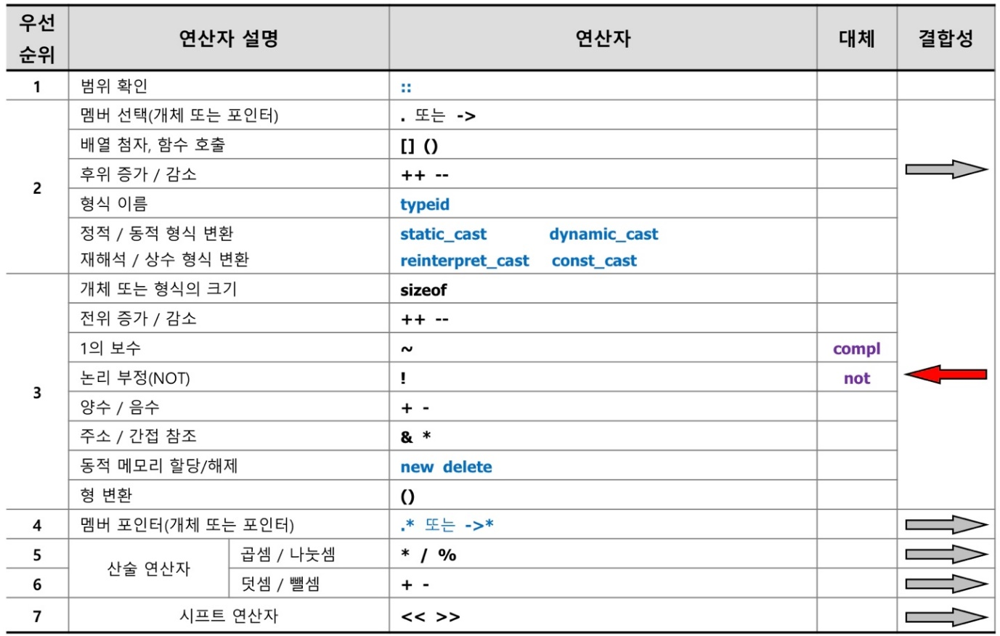 우선 순위 연산자 설명 연산자 대체 결합성
1 범위 확인 ::
2 멤버 선택(개체 또는 포인터) . 또는 ->
배열 첨자, 함수 호출 [] ()
후위 증가 / 감소 ++ --
형식 이름 typeid
정적 / 동적 형식 변환 static_cast dynamic_cast
재해석 / 상수 형식 변환 reinterpret_cast const_cast
3 개체 또는 형식의 크기 sizeof
전위 증가 / 감소 ++ --
1의 보수 ~ compl
논리 부정(NOT) ! not
양수 / 음수 + -
주소 / 간접 참조 & *
동적 메모리 할당/해제 new delete
형 변환 ()
4 멤버 포인터(개체 또는 포인터) .* 또는 ->*
5 산술 연산자 곱셈 / 나눗셈 * / %
6 덧셈 / 뺄셈 + -
7 시프트 연산자 << >>